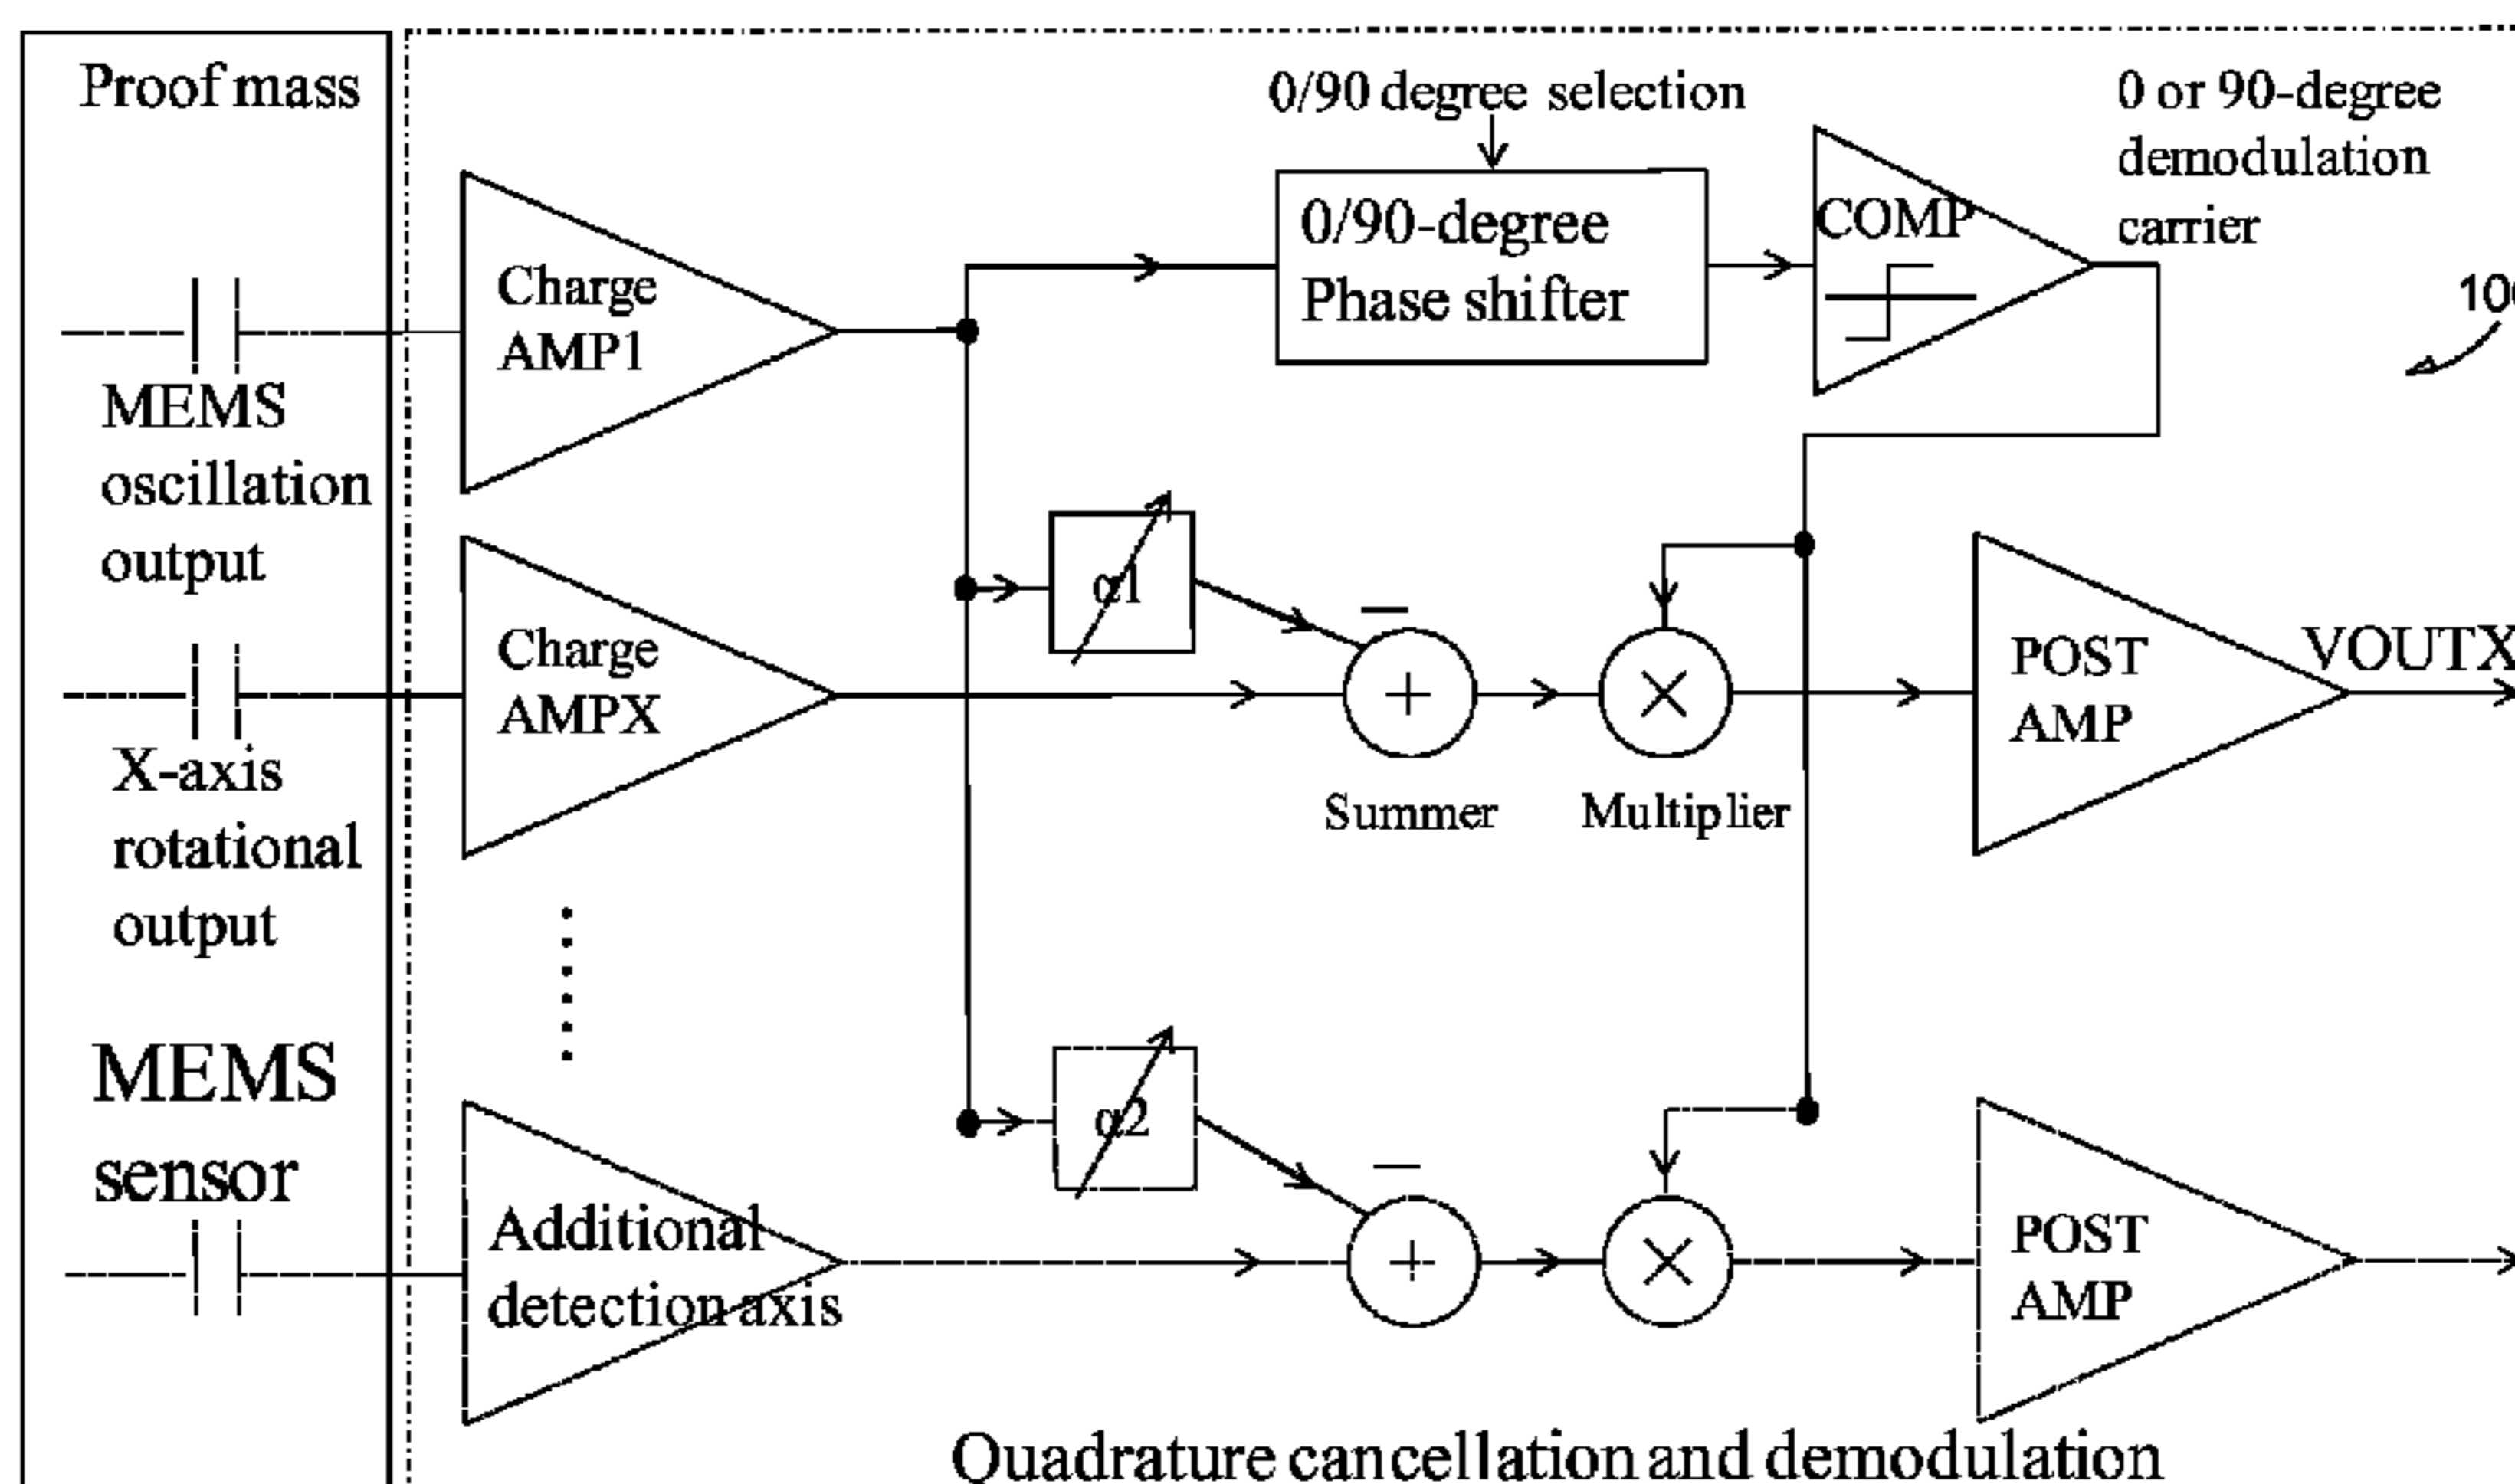 Proof mass
0/90 degree selection
0 or 90-degree
demodulation
carrier
0/90-degree
Phase shifter
COMP
Charge
AMP1
MEMS
oscillation
output
α1
−
Charge
AMPX
+
×
POST
AMP
VOUTX
X-axis
rotational
output
Summer
Multiplier
MEMS
sensor
α2
−
Additional
detection axis
+
×
POST
AMP
Quadrature cancellation and demodulation